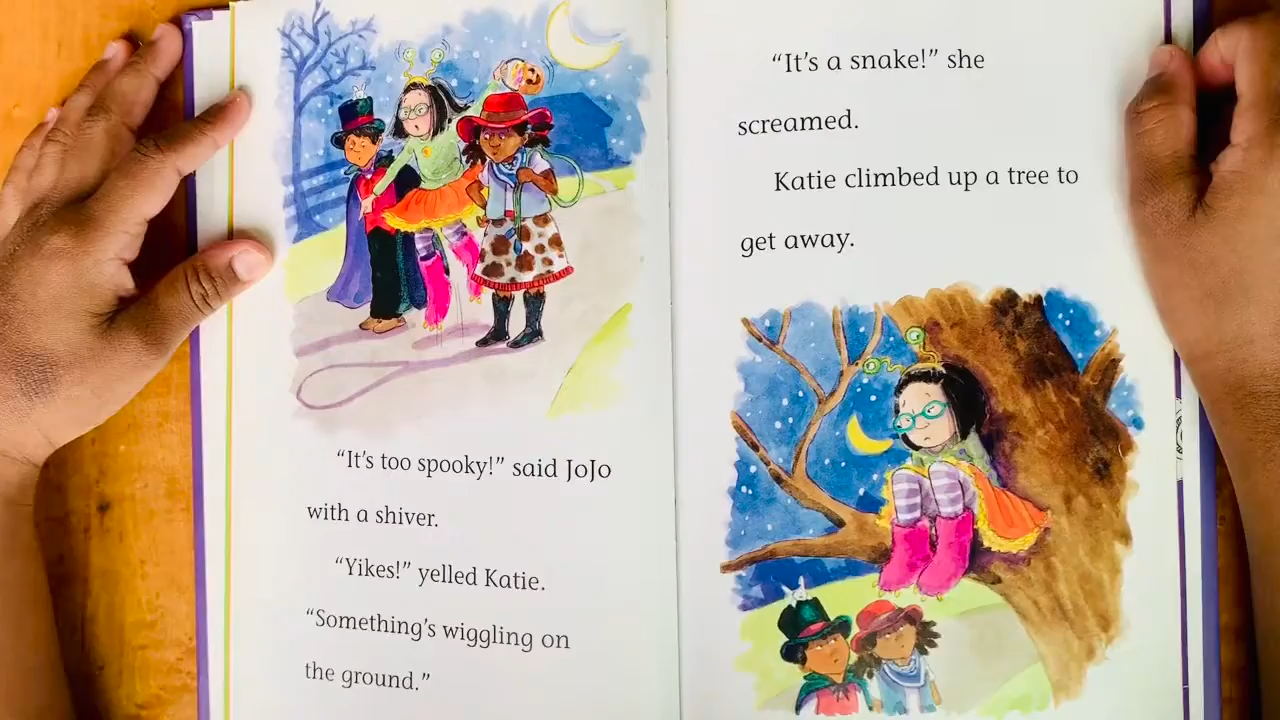 “It’s too spooky!” said JoJo
with a shiver.
“Yikes!” yelled Katie.
“Something’s wiggling on
the ground.”
“It’s a snake!” she
screamed.
Katie climbed up a tree to
get away.